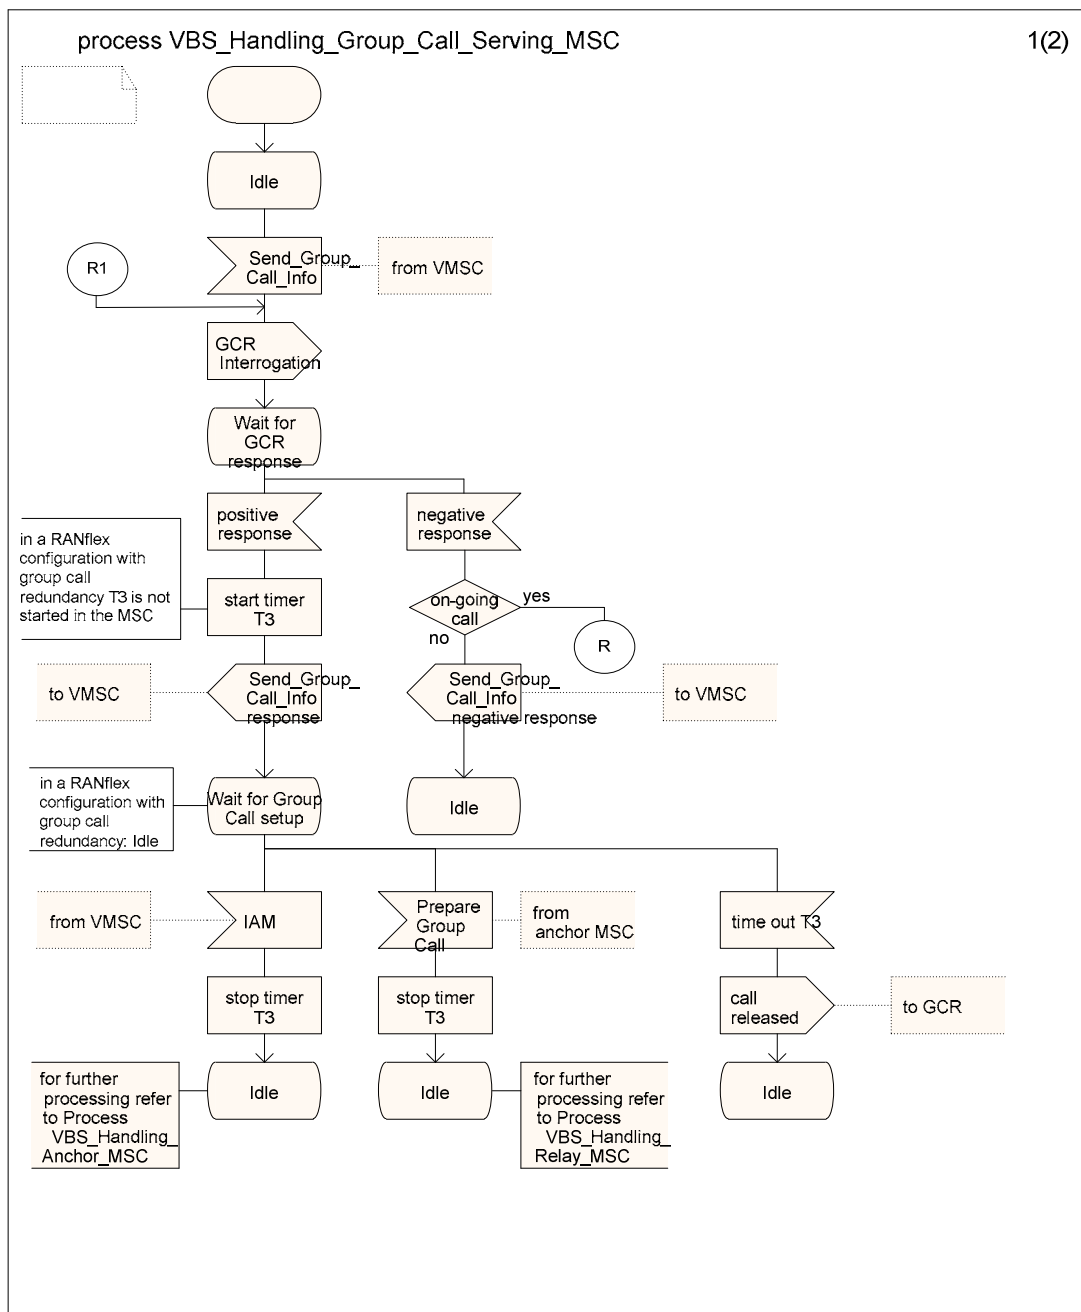 process VBS_Handling_Group_Call_Serving_MSC
1(2)
Idle
Send_Group_
Call_Info
from VMSC
R1
GCR
Interrogation
Wait for
GCR
response
positive
response
negative
response
in a RANflex
configuration with
group call
redundancy T3 is not
started in the MSC
start timer
T3
on-going
call
yes
no
R
to VMSC
Send_Group_
Call_Info
response
Send_Group_
Call_Info
negative response
to VMSC
in a RANflex
configuration with
group call
redundancy: Idle
Wait for Group
Call setup
Idle
from VMSC
IAM
Prepare
Group
Call
from
anchor MSC
time out T3
stop timer
T3
stop timer
T3
call
released
to GCR
for further
processing refer
to Process
VBS_Handling_
Anchor_MSC
Idle
Idle
for further
processing refer
to Process
VBS_Handling_
Relay_MSC
Idle